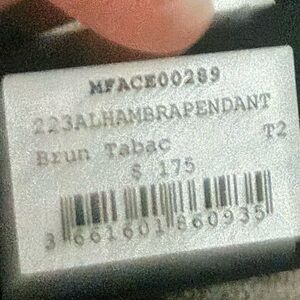 MFACE00289
223ALHAMBRAPENDANT
Brun Tabac T2
$ 175
3 661601 860935